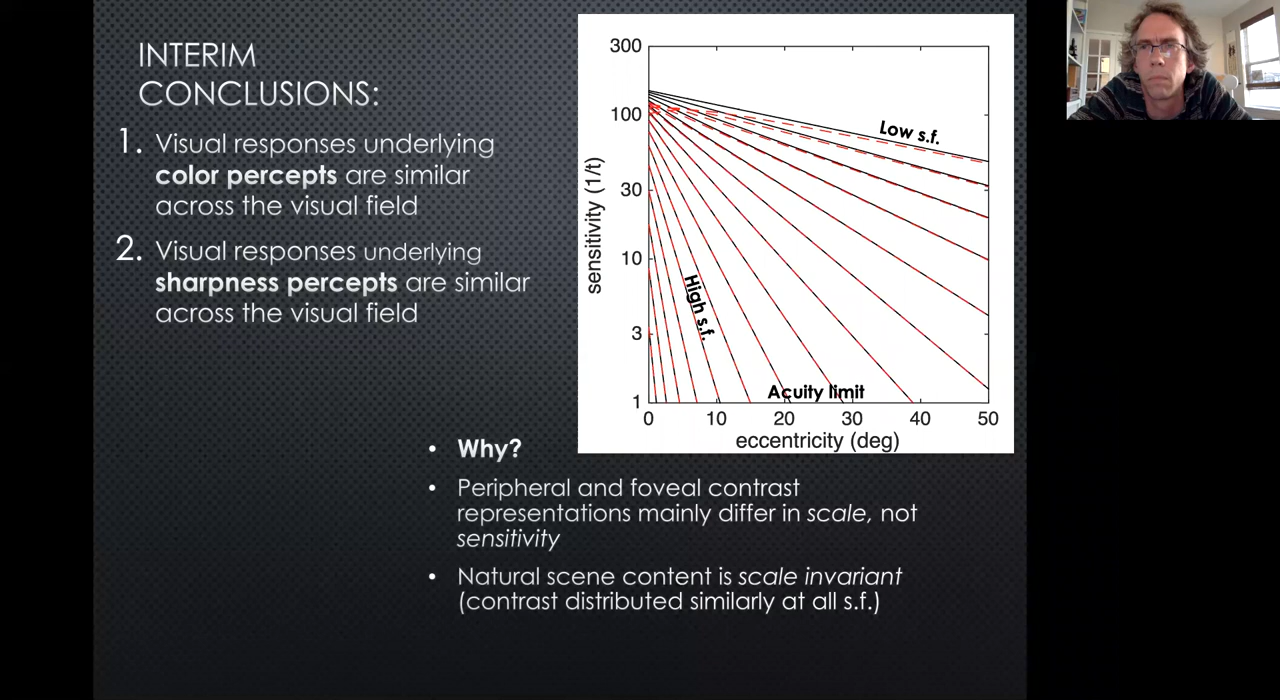 INTERIM
CONCLUSIONS:
1. Visual responses underlying
color percepts are similar
across the visual field
2. Visual responses underlying
sharpness percepts are similar
across the visual field
300
100
30
10
3
1
sensitivity (1/t)
Low s.f.
High s.f.
Acuity limit
0 10 20 30 40 50
eccentricity (deg)
• Why?
• Peripheral and foveal contrast
representations mainly differ in scale, not
sensitivity
• Natural scene content is scale invariant
(contrast distributed similarly at all s.f.)